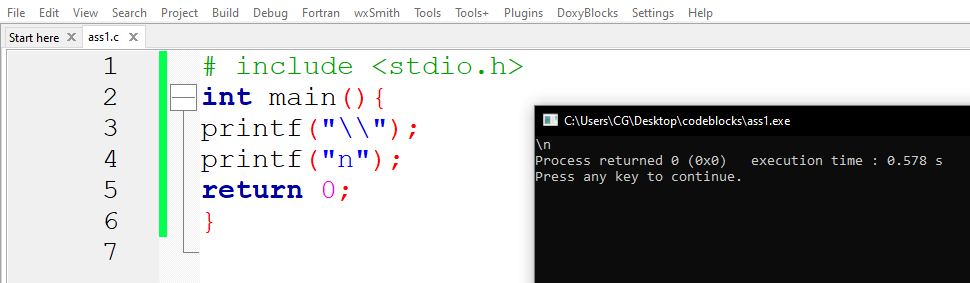 File Edit View Search Project Build Debug Fortran wxSmith Tools Tools+ Plugins DoxyBlocks Settings Help
Start here X ass1.c X
1 # include <stdio.h>
2 int main(){
3 printf("\\");
4 printf("n");
5 return 0;
6 }
7
C:\Users\CG\Desktop\codeblocks\ass1.exe
\n
Process returned 0 (0x0)   execution time : 0.578 s
Press any key to continue.